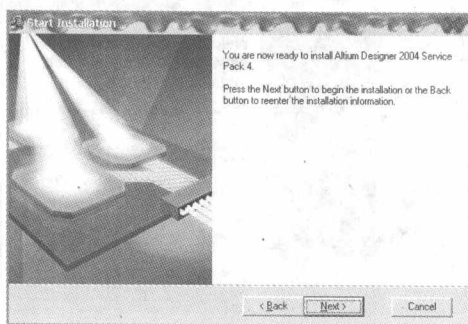 Start Installation
You are now ready to install Altium Designer 2004 Service
Pack 4.
Press the Next button to begin the installation or the Back
button to reenter the installation information.
< Back
Next >
Cancel